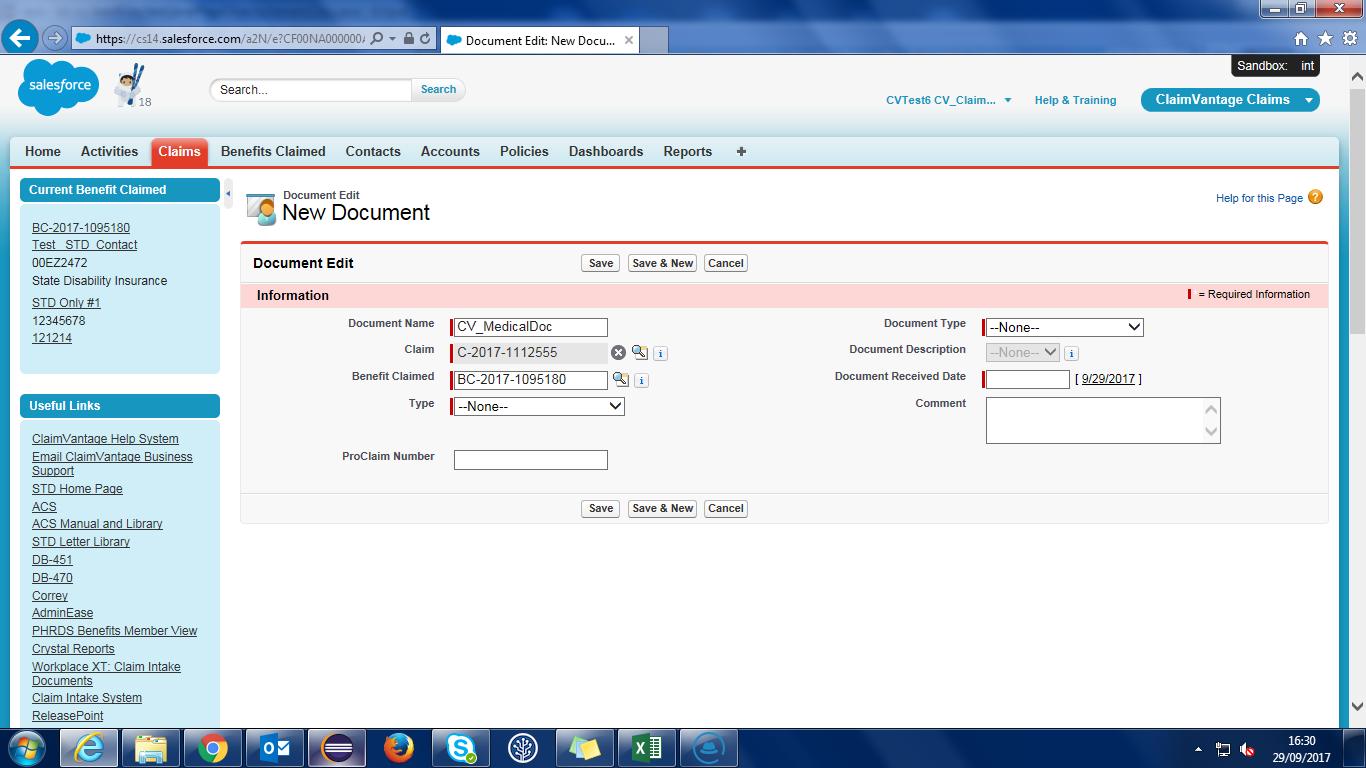 https://cs14.salesforce.com/a2N/e?CF00NA000000
Document Edit: New Docu...
Sandbox: int
salesforce
18
Search...
Search
CVTest6 CV_Claim...
Help & Training
ClaimVantage Claims
Home
Activities
Claims
Benefits Claimed
Contacts
Accounts
Policies
Dashboards
Reports
Current Benefit Claimed
BC-2017-1095180
Test_ STD_Contact
00EZ2472
State Disability Insurance
STD Only #1
12345678
121214
Useful Links
ClaimVantage Help System
Email ClaimVantage Business
Support
STD Home Page
ACS
ACS Manual and Library
STD Letter Library
DB-451
DB-470
Correy
AdminEase
PHRDS Benefits Member View
Crystal Reports
Workplace XT: Claim Intake
Documents
Claim Intake System
ReleasePoint
Document Edit
New Document
Help for this Page
Document Edit
Save
Save & New
Cancel
Information
= Required Information
Document Name
CV_MedicalDoc
Document Type
--None--
Claim
C-2017-1112555
Document Description
--None--
Benefit Claimed
BC-2017-1095180
Document Received Date
[ 9/29/2017 ]
Type
--None--
Comment
ProClaim Number
Save
Save & New
Cancel
16:30
29/09/2017